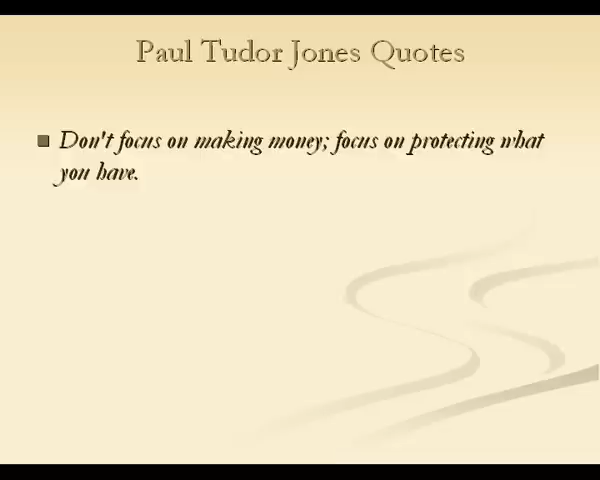 Paul Tudor Jones Quotes
Don't focus on making money; focus on protecting what
you have.